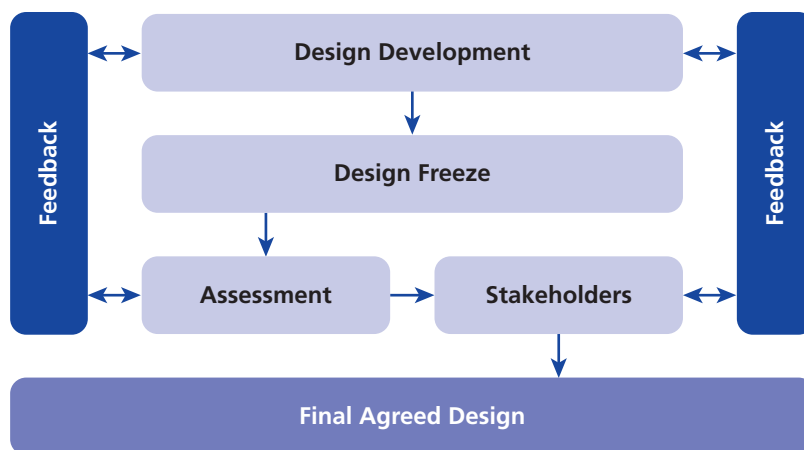 Design Development
Feedback
Feedback
Design Freeze
Assessment
Stakeholders
Final Agreed Design